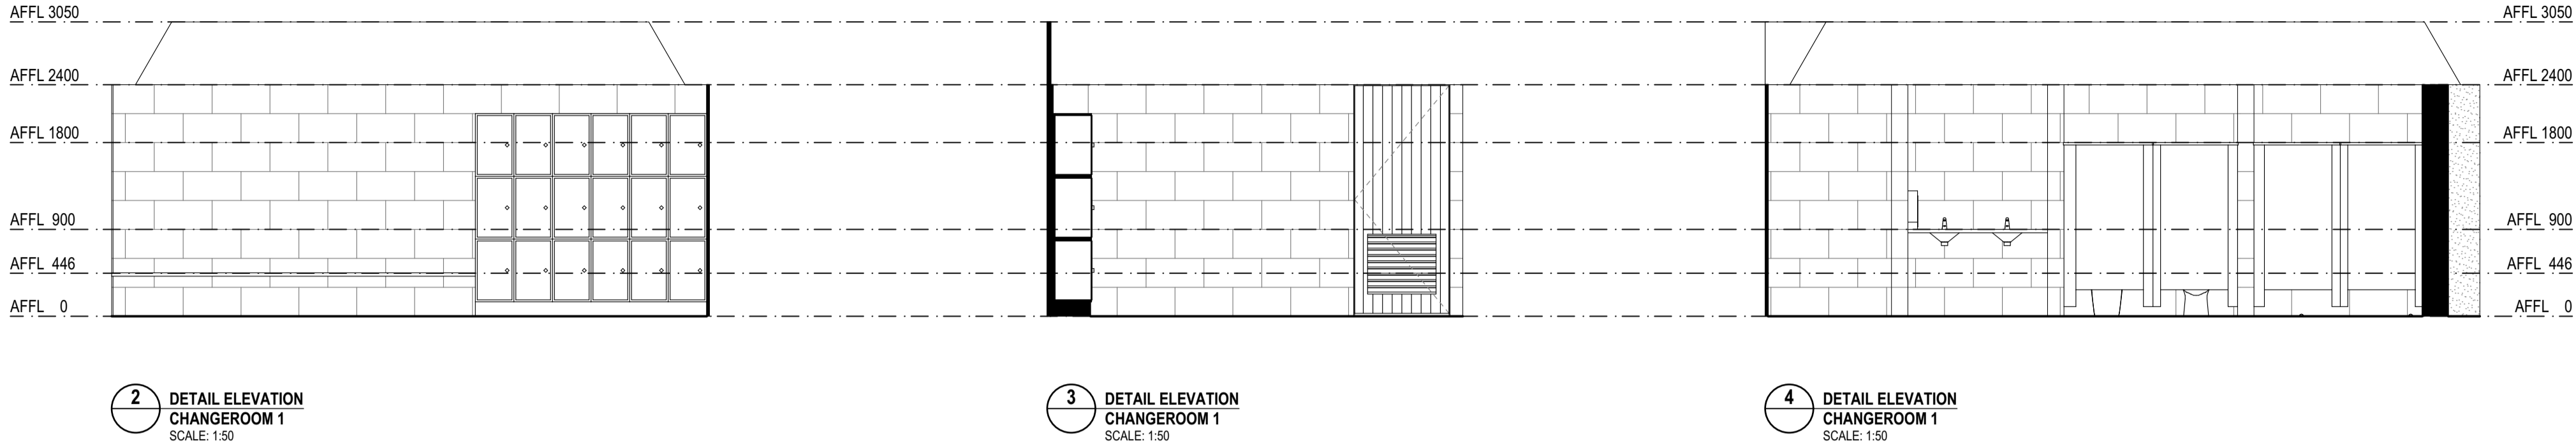 AFFL 3050
AFFL 3050
AFFL 2400
AFFL 2400
AFFL 1800
AFFL 1800
AFFL 900
AFFL 900
AFFL 446
AFFL 446
AFFL 0
AFFL 0
2 DETAIL ELEVATION
CHANGEROOM 1
SCALE: 1:50
3 DETAIL ELEVATION
CHANGEROOM 1
SCALE: 1:50
4 DETAIL ELEVATION
CHANGEROOM 1
SCALE: 1:50